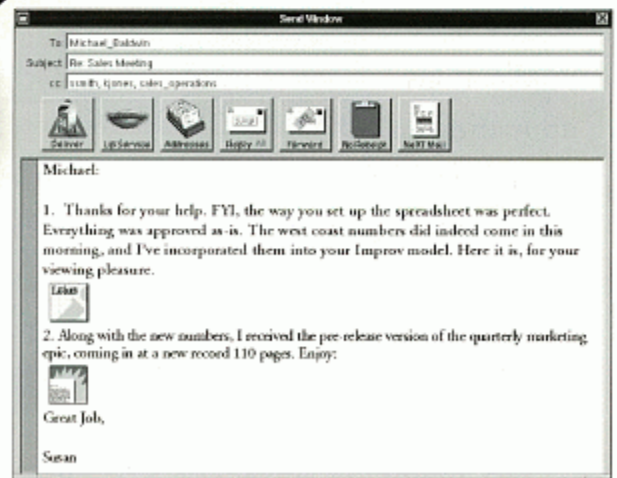 Send Window
To: Michael_Baldwin
Subject: Re: Sales Meeting
cc: ssmith, kjones, sales_operations
Deliver Lip Service Addresses Reply All Forward No Receipt NeXT Mail
Michael:
1. Thanks for your help. FYI, the way you set up the spreadsheet was perfect.
Everything was approved as-is. The west coast numbers did indeed come in this
morning, and I've incorporated them into your Improv model. Here it is, for your
viewing pleasure.
Lotus
2. Along with the new numbers, I received the pre-release version of the quarterly marketing
epic, coming in at a new record 110 pages. Enjoy:
Great Job,
Susan